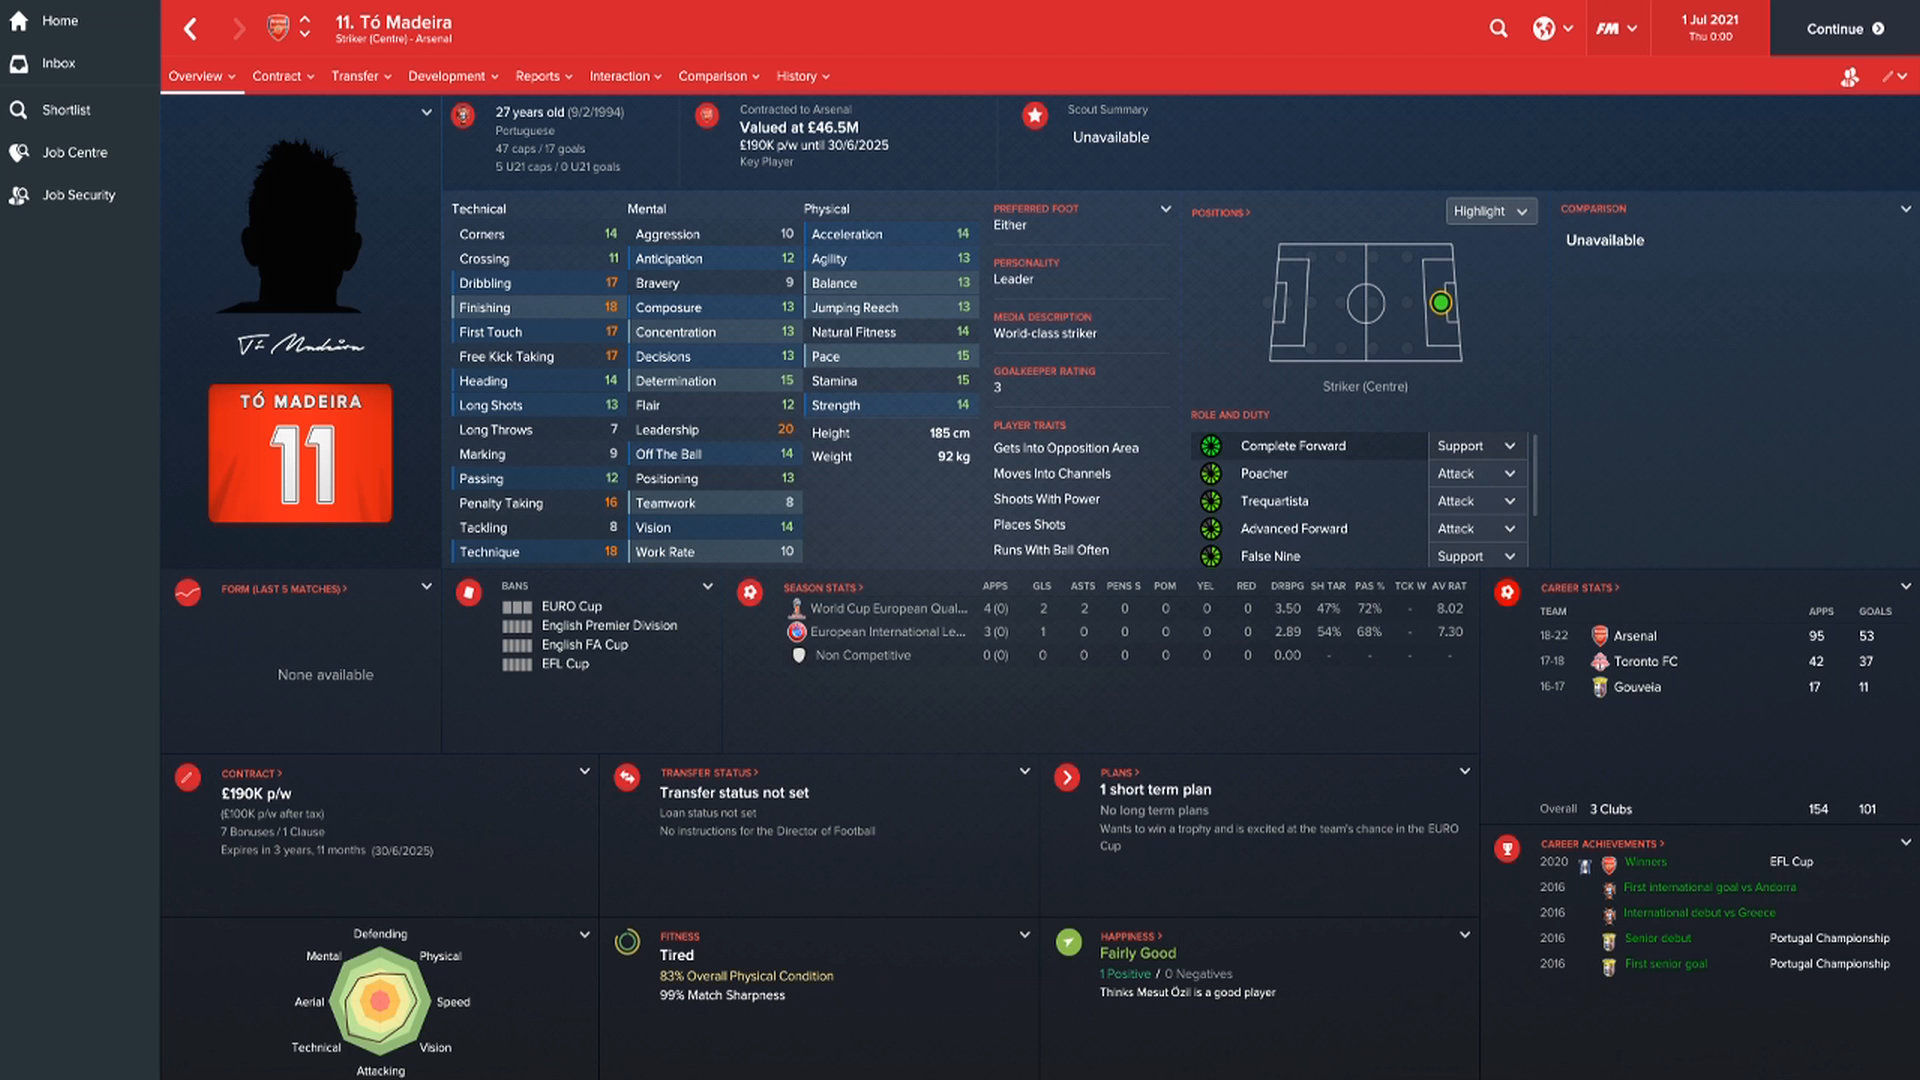 Home
Inbox
Shortlist
Job Centre
Job Security
11. Tó Madeira
Striker (Centre) - Arsenal
FM
1 Jul 2021
Thu 0:00
Continue
Overview
Contract
Transfer
Development
Reports
Interaction
Comparison
History
Tó Madeira
TÓ MADEIRA
11
27 years old (9/2/1994)
Portuguese
47 caps / 17 goals
5 U21 caps / 0 U21 goals
Contracted to Arsenal
Valued at £46.5M
£190K p/w until 30/6/2025
Key Player
Scout Summary
Unavailable
Technical
Corners 14
Crossing 11
Dribbling 17
Finishing 18
First Touch 17
Free Kick Taking 17
Heading 14
Long Shots 13
Long Throws 7
Marking 9
Passing 12
Penalty Taking 16
Tackling 8
Technique 18
Mental
Aggression 10
Anticipation 12
Bravery 9
Composure 13
Concentration 13
Decisions 13
Determination 15
Flair 12
Leadership 20
Off The Ball 14
Positioning 13
Teamwork 8
Vision 14
Work Rate 10
Physical
Acceleration 14
Agility 13
Balance 13
Jumping Reach 13
Natural Fitness 14
Pace 15
Stamina 15
Strength 14
Height 185 cm
Weight 92 kg
PREFERRED FOOT
Either
PERSONALITY
Leader
MEDIA DESCRIPTION
World-class striker
GOALKEEPER RATING
3
PLAYER TRAITS
Gets Into Opposition Area
Moves Into Channels
Shoots With Power
Places Shots
Runs With Ball Often
POSITIONS >
Highlight
Striker (Centre)
ROLE AND DUTY
Complete Forward Support
Poacher Attack
Trequartista Attack
Advanced Forward Attack
False Nine Support
COMPARISON
Unavailable
FORM (LAST 5 MATCHES) >
None available
BANS
EURO Cup
English Premier Division
English FA Cup
EFL Cup
SEASON STATS > APPS GLS ASTS PENS S POM YEL RED DRBPG SH TAR PAS % TCK W AV RAT
World Cup European Qual... 4 (0) 2 2 0 0 0 0 3.50 47% 72% - 8.02
European International Le... 3 (0) 1 0 0 0 0 0 2.89 54% 68% - 7.30
Non Competitive 0 (0) 0 0 0 0 0 0 0.00 - - - -
CAREER STATS >
TEAM APPS GOALS
18-22 Arsenal 95 53
17-18 Toronto FC 42 37
16-17 Gouveia 17 11
Overall 3 Clubs 154 101
CONTRACT >
£190K p/w
(£100K p/w after tax)
7 Bonuses / 1 Clause
Expires in 3 years, 11 months (30/6/2025)
TRANSFER STATUS >
Transfer status not set
Loan status not set
No instructions for the Director of Football
PLANS >
1 short term plan
No long term plans
Wants to win a trophy and is excited at the team's chance in the EURO
Cup
CAREER ACHIEVEMENTS >
2020 Winners EFL Cup
2016 First international goal vs Andorra
2016 International debut vs Greece
2016 Senior debut Portugal Championship
2016 First senior goal Portugal Championship
Defending
Mental Physical
Aerial Speed
Technical Vision
Attacking
FITNESS
Tired
83% Overall Physical Condition
99% Match Sharpness
HAPPINESS >
Fairly Good
1 Positive / 0 Negatives
Thinks Mesut Özil is a good player